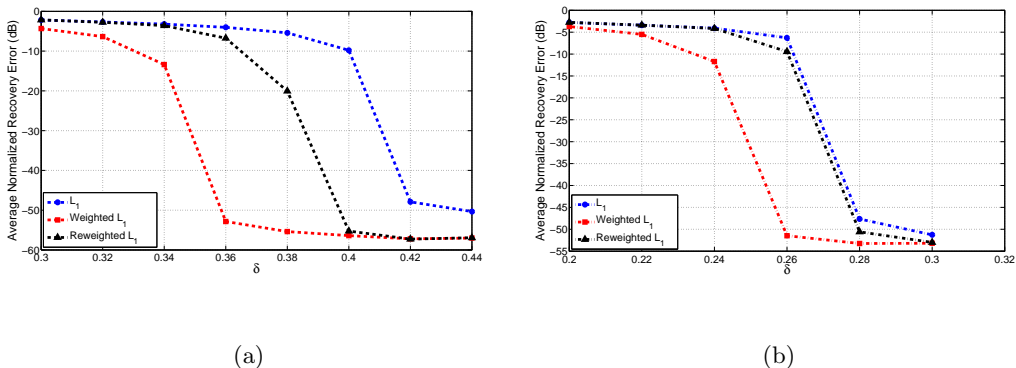 Average Normalized Recovery Error (dB)
0
−10
−20
−30
−40
−50
−60
L1
Weighted L1
Reweighted L1
0.3 0.32 0.34 0.36 0.38 0.4 0.42 0.44
δ
(a)
Average Normalized Recovery Error (dB)
0
−5
−10
−15
−20
−25
−30
−35
−40
−45
−50
−55
L1
Weighted L1
Reweighted L1
0.2 0.22 0.24 0.26 0.28 0.3 0.32
δ
(b)